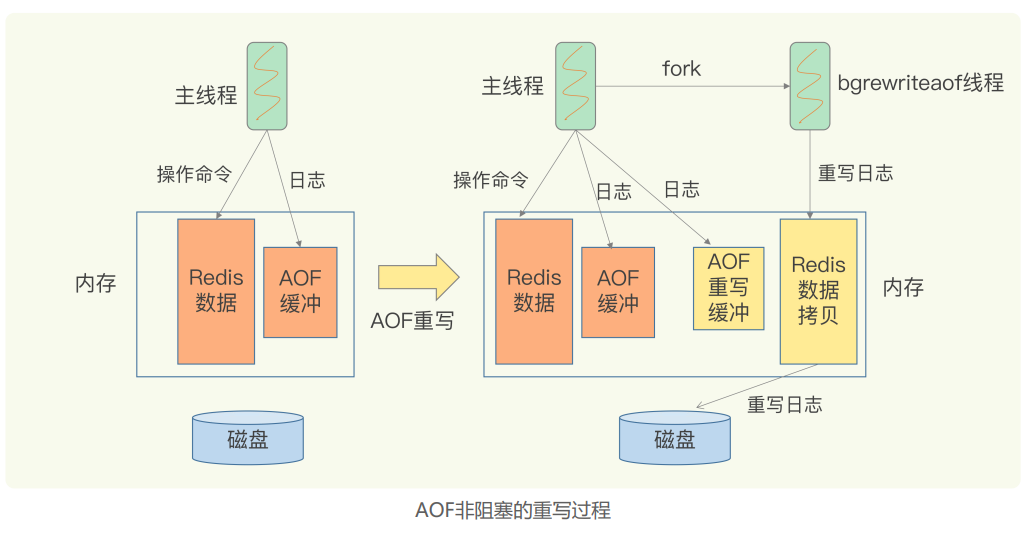 主线程
操作命令
日志
内存
Redis
数据
AOF
缓冲
磁盘
AOF重写
主线程
fork
bgrewriteaof线程
操作命令
日志
日志
重写日志
Redis
数据
AOF
缓冲
AOF
重写
缓冲
Redis
数据
拷贝
内存
重写日志
磁盘
AOF非阻塞的重写过程